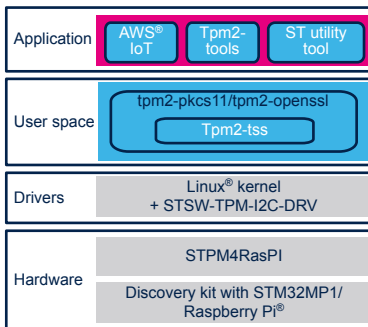 Application
AWS®
IoT
Tpm2-
tools
ST utility
tool
User space
tpm2-pkcs11/tpm2-openssl
Tpm2-tss
Drivers
Linux® kernel
+ STSW-TPM-I2C-DRV
Hardware
STPM4RasPI
Discovery kit with STM32MP1/
Raspberry Pi®